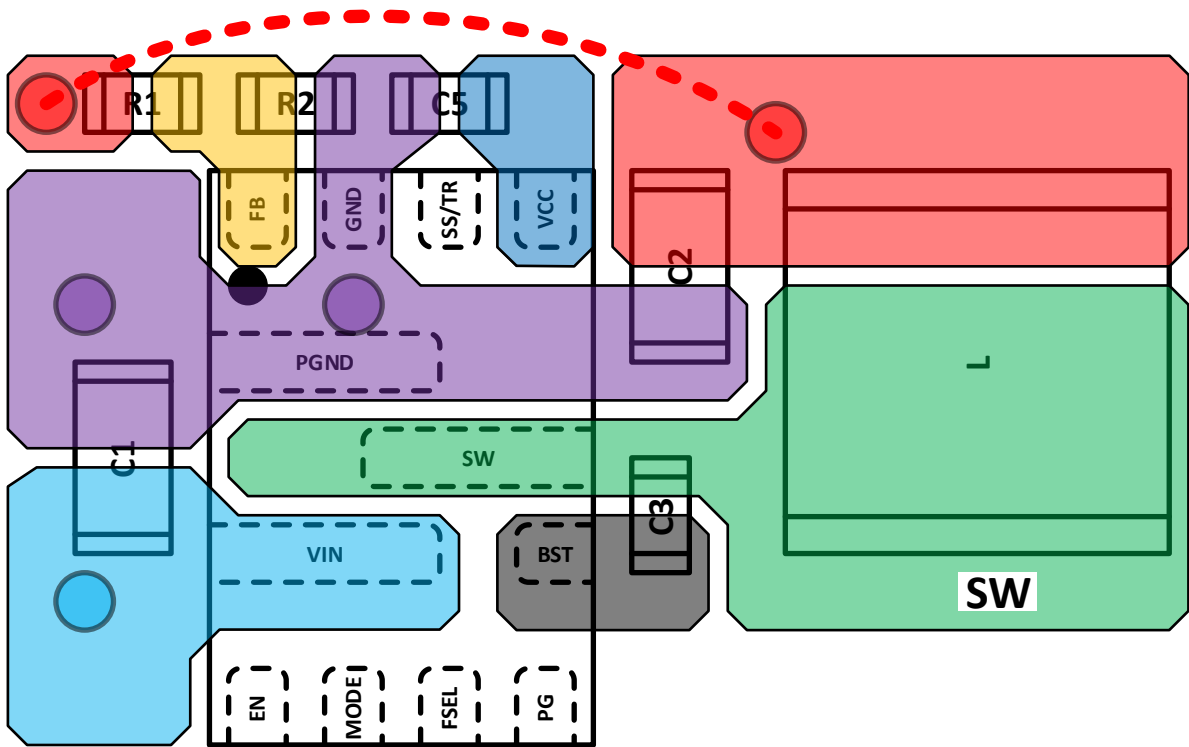 R1
R2
C5
FB
GND
SS/TR
VCC
C2
PGND
L
C1
SW
C3
VIN
BST
SW
EN
MODE
FSEL
PG